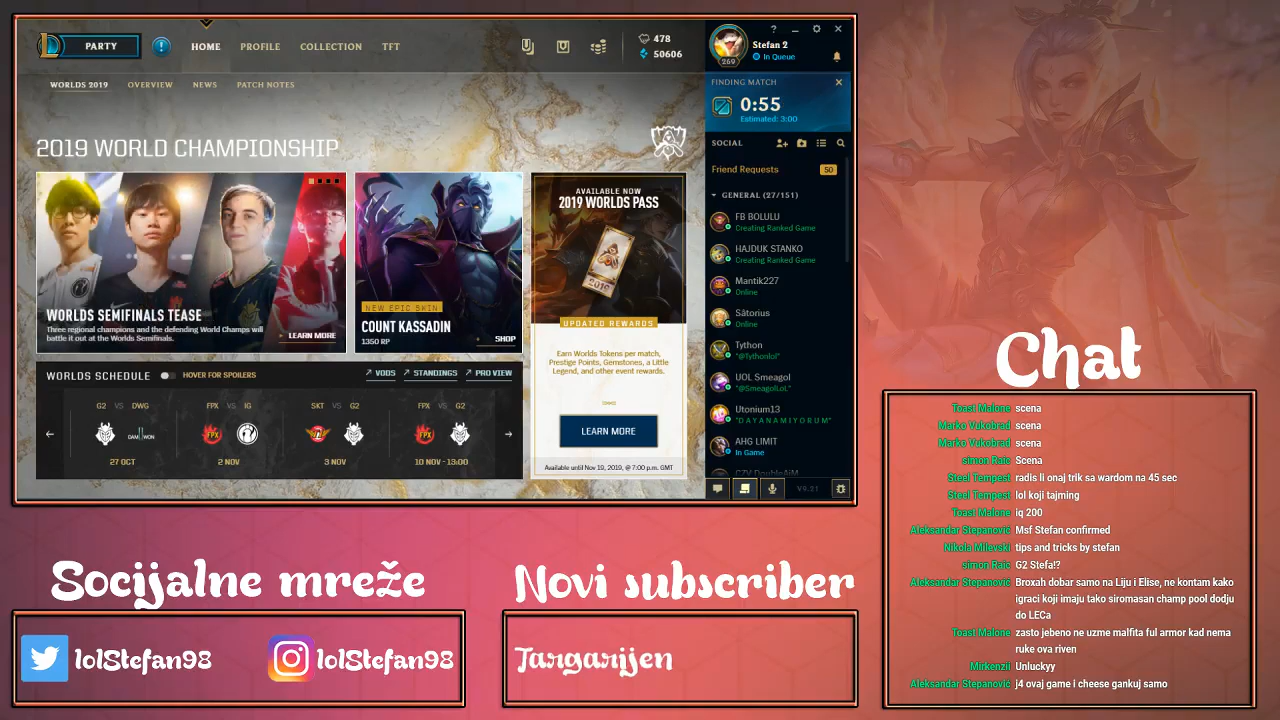 PARTY
HOME
PROFILE
COLLECTION
TFT
478
50606
Stefan 2
In Queue
269
WORLDS 2019
OVERVIEW
NEWS
PATCH NOTES
FINDING MATCH
0:55
Estimated: 3:00
2019 WORLD CHAMPIONSHIP
SOCIAL
Friend Requests
50
GENERAL (27/151)
FB BOLULU
Creating Ranked Game
HAJDUK STANKO
Creating Ranked Game
Mantik227
Online
Sãtorius
Online
Tython
"@Tythonlol"
UOL Smeagol
"@SmeagolLoL"
Utonium13
"D A Y A N A M I Y O R U M"
AHG LIMIT
In Game
V9.21
WORLDS SEMIFINALS TEASE
Three regional champions and the defending World Champs will
battle it out at the Worlds Semifinals.
LEARN MORE
NEW EPIC SKIN
COUNT KASSADIN
1350 RP
SHOP
AVAILABLE NOW
2019 WORLDS PASS
2019
UPDATED REWARDS
Earn Worlds Tokens per match,
Prestige Points, Gemstones, a Little
Legend, and other event rewards.
LEARN MORE
Available until Nov 19, 2019, @ 7:00 p.m. GMT
WORLDS SCHEDULE
HOVER FOR SPOILERS
VODS
STANDINGS
PRO VIEW
G2 VS DWG
27 OCT
FPX VS IG
2 NOV
SKT VS G2
3 NOV
FPX VS G2
10 NOV - 13:00
Chat
Toast Malone scena
Marko Vukobrad scena
Marko Vukobrad scena
simon Raic Scena
Steel Tempest radis li onaj trik sa wardom na 45 sec
Steel Tempest lol koji tajming
Toast Malone iq 200
Aleksandar Stepanović Msf Stefan confirmed
Nikola Milevski tips and tricks by stefan
simon Raic G2 Stefa!?
Aleksandar Stepanović Broxah dobar samo na Liju i Elise, ne kontam kako
igraci koji imaju tako siromasan champ pool dodju
do LECa
Toast Malone zasto jebeno ne uzme malfita ful armor kad nema
ruke ova riven
Mirkenzii Unluckyy
Aleksandar Stepanović j4 ovaj game i cheese gankuj samo
Socijalne mreže
lolStefan98
lolStefan98
Novi subscriber
Targarijen